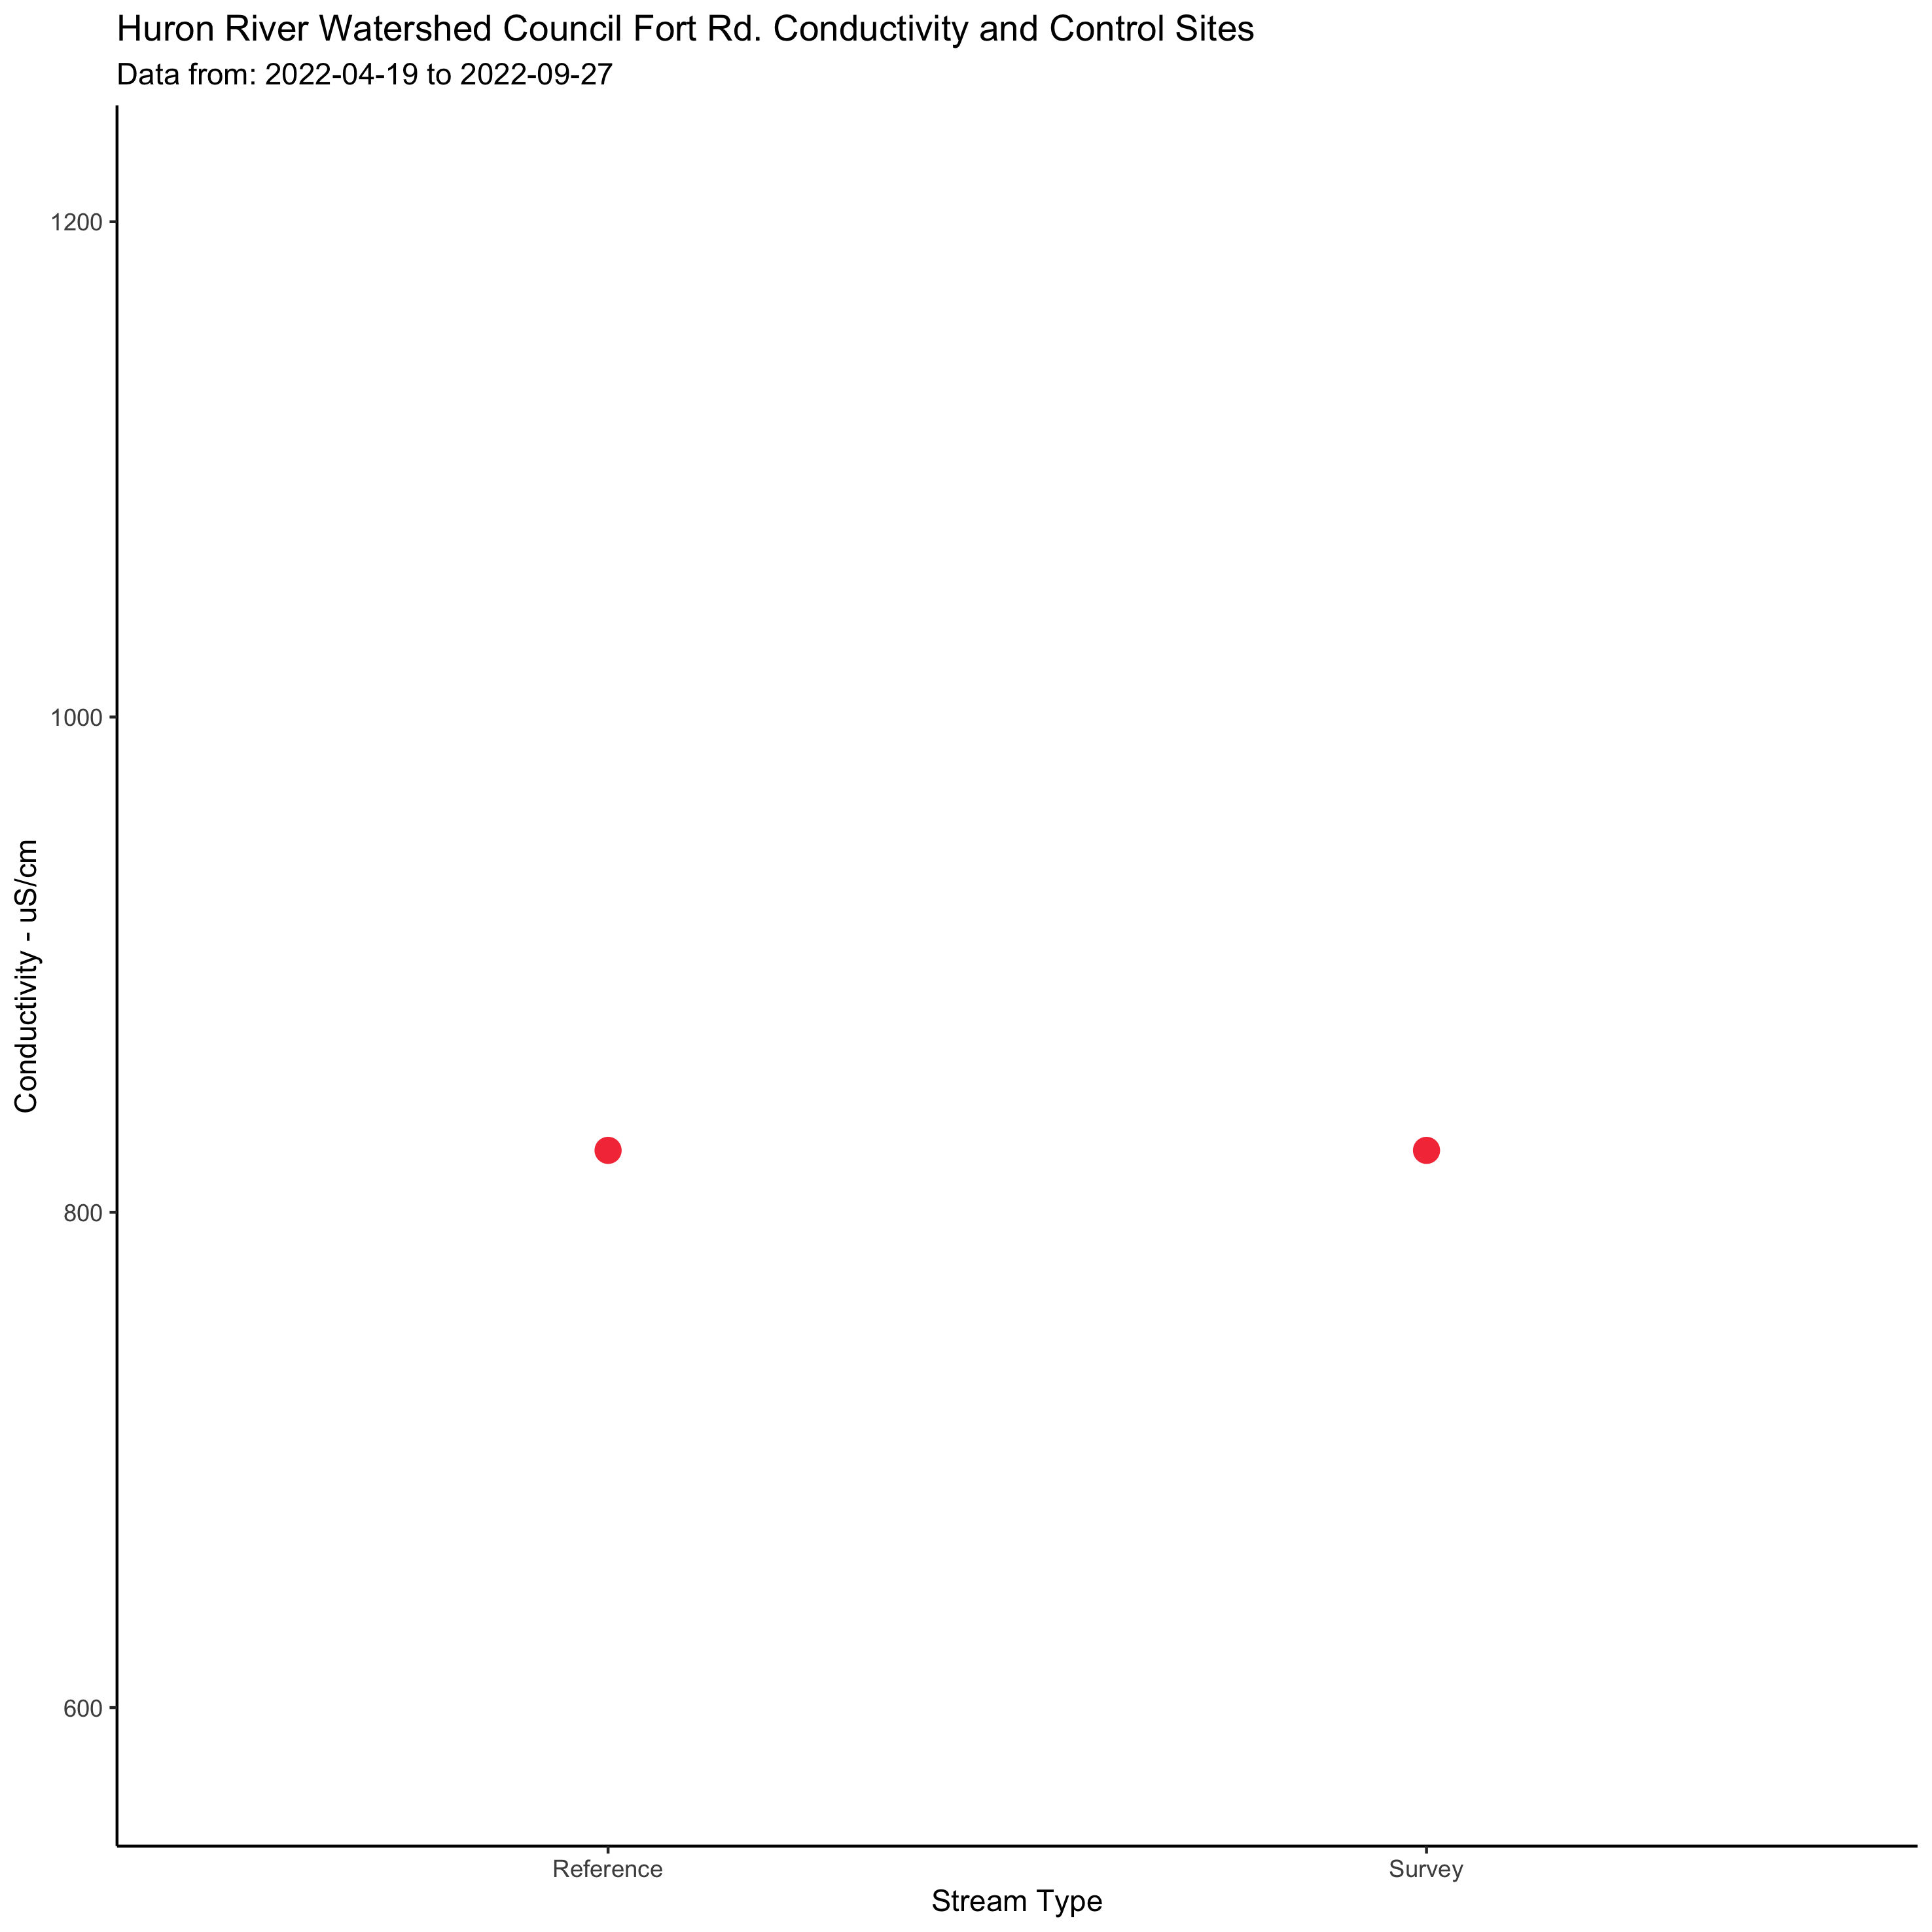 Huron River Watershed Council Fort Rd. Conductivity and Control Sites
Data from: 2022-04-19 to 2022-09-27
1200
1000
800
600
Conductivity - uS/cm
Reference
Survey
Stream Type